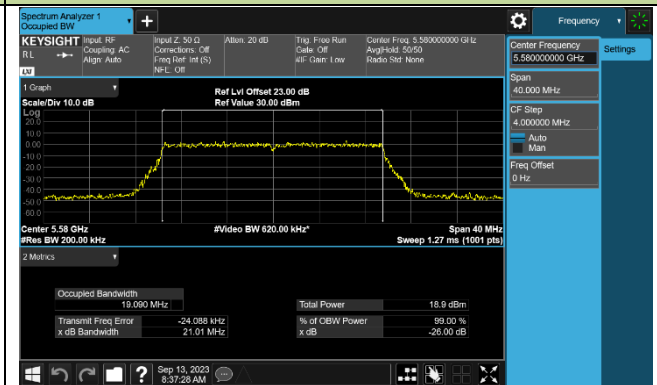 Spectrum Analyzer 1
Occupied BW
+
Frequency
KEYSIGHT
RL
LXI
Input: RF
Coupling: AC
Align: Auto
Input Z: 50 Ω
Corrections: Off
Freq Ref: Int (S)
NFE: Off
Atten: 20 dB
Trig: Free Run
Gate: Off
#IF Gain: Low
Center Freq: 5.580000000 GHz
Avg|Hold: 50/50
Radio Std: None
Center Frequency
5.580000000 GHz
Settings
Span
40.000 MHz
CF Step
4.000000 MHz
Auto
Man
Freq Offset
0 Hz
1 Graph
Scale/Div 10.0 dB
Ref Lvl Offset 23.00 dB
Ref Value 30.00 dBm
Log
20.0
10.0
0.00
-10.0
-20.0
-30.0
-40.0
-50.0
-60.0
Center 5.58 GHz
#Res BW 200.00 kHz
#Video BW 620.00 kHz*
Span 40 MHz
Sweep 1.27 ms (1001 pts)
2 Metrics
Occupied Bandwidth
19.090 MHz
Total Power 18.9 dBm
Transmit Freq Error -24.088 kHz
% of OBW Power 99.00 %
x dB Bandwidth 21.01 MHz
x dB -26.00 dB
?
Sep 13, 2023
8:37:28 AM